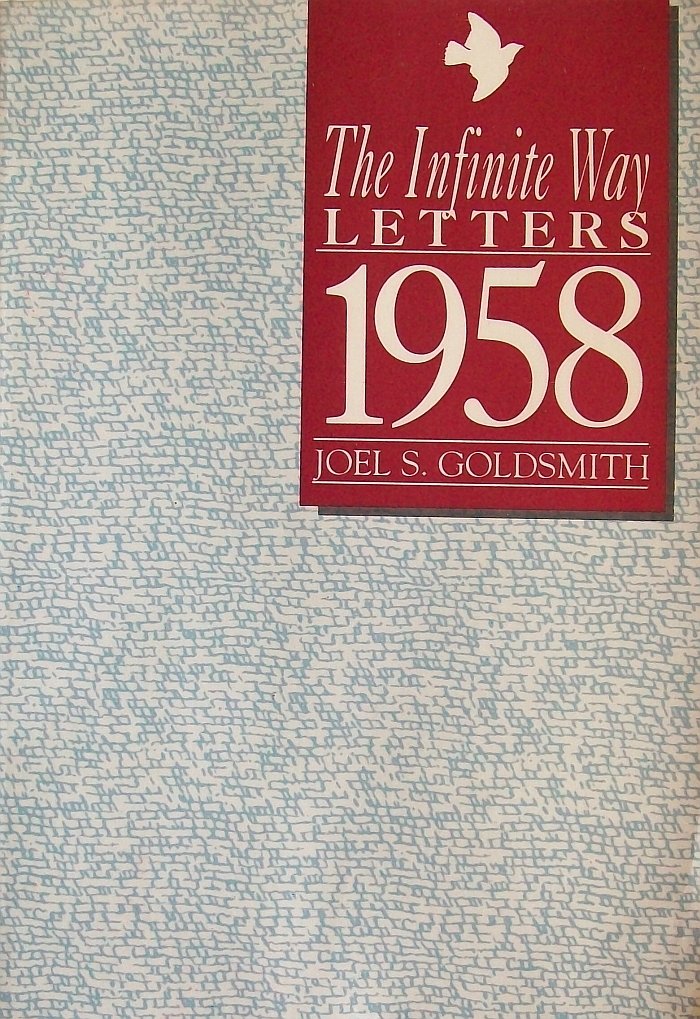 The Infinite Way
LETTERS
1958
JOEL S. GOLDSMITH